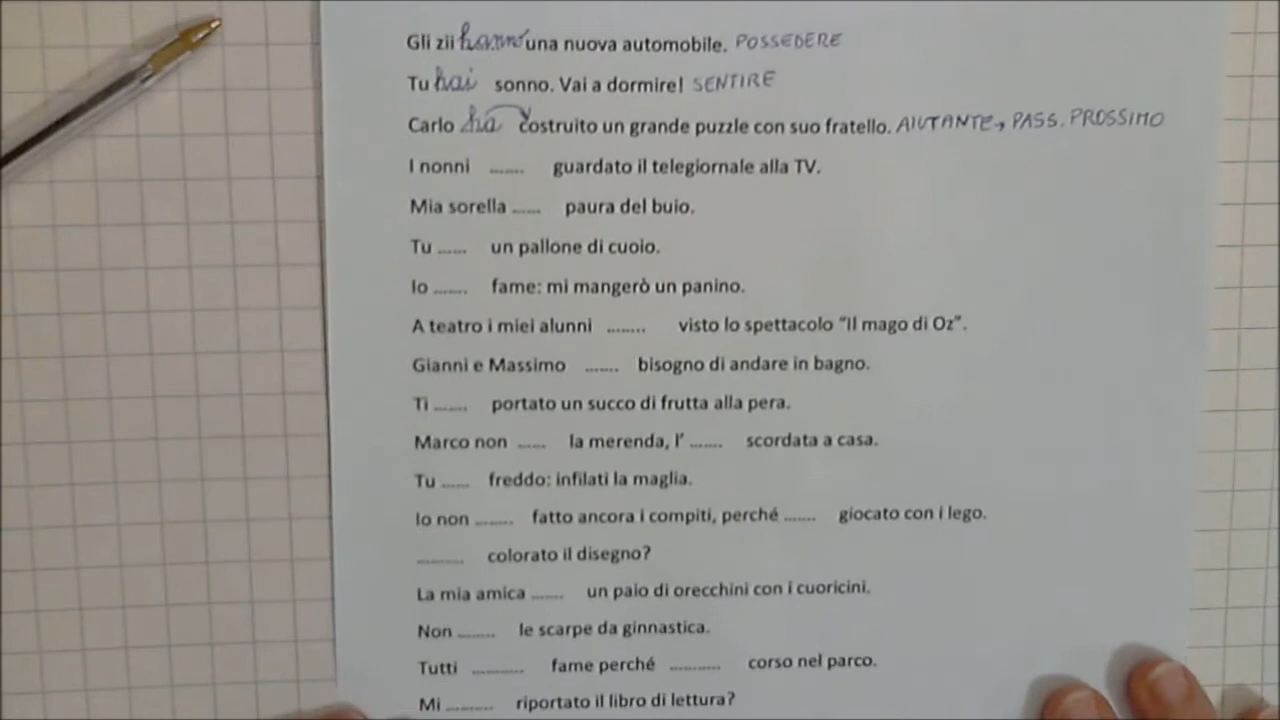 Gli zii hanno una nuova automobile. POSSEDERE
Tu hai sonno. Vai a dormire! SENTIRE
Carlo ha costruito un grande puzzle con suo fratello. AIUTANTE → PASS. PROSSIMO
I nonni ....... guardato il telegiornale alla TV.
Mia sorella ...... paura del buio.
Tu ...... un pallone di cuoio.
Io ....... fame: mi mangerò un panino.
A teatro i miei alunni ........ visto lo spettacolo “Il mago di Oz”.
Gianni e Massimo ....... bisogno di andare in bagno.
Ti ....... portato un succo di frutta alla pera.
Marco non ...... la merenda, l’ ....... scordata a casa.
Tu ...... freddo: infilati la maglia.
Io non ........ fatto ancora i compiti, perché ....... giocato con i lego.
.......... colorato il disegno?
La mia amica ....... un paio di orecchini con i cuoricini.
Non ........ le scarpe da ginnastica.
Tutti ........... fame perché ........... corso nel parco.
Mi .......... riportato il libro di lettura?